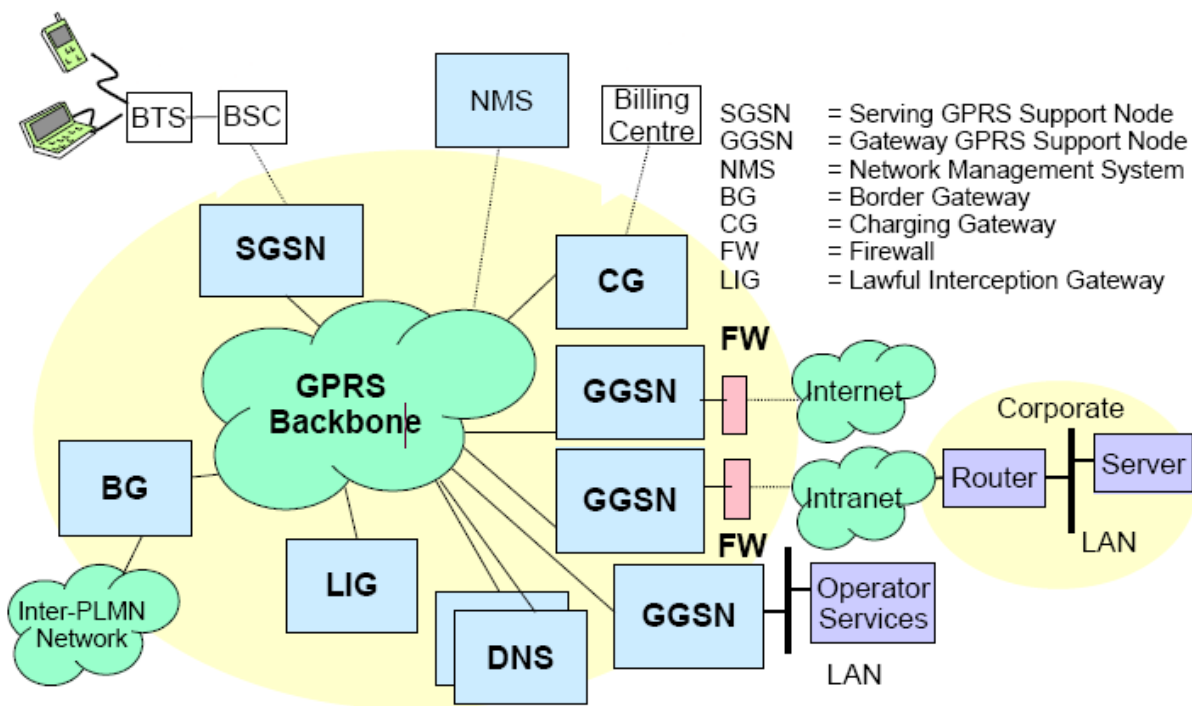 NMS
Billing
Centre
BTS
BSC
SGSN = Serving GPRS Support Node
GGSN = Gateway GPRS Support Node
NMS = Network Management System
BG = Border Gateway
CG = Charging Gateway
FW = Firewall
LIG = Lawful Interception Gateway
SGSN
CG
FW
GPRS
Backbone
GGSN
Internet
Corporate
BG
GGSN
Intranet
Router
Server
FW
LAN
LIG
Inter-PLMN
Network
DNS
GGSN
Operator
Services
LAN